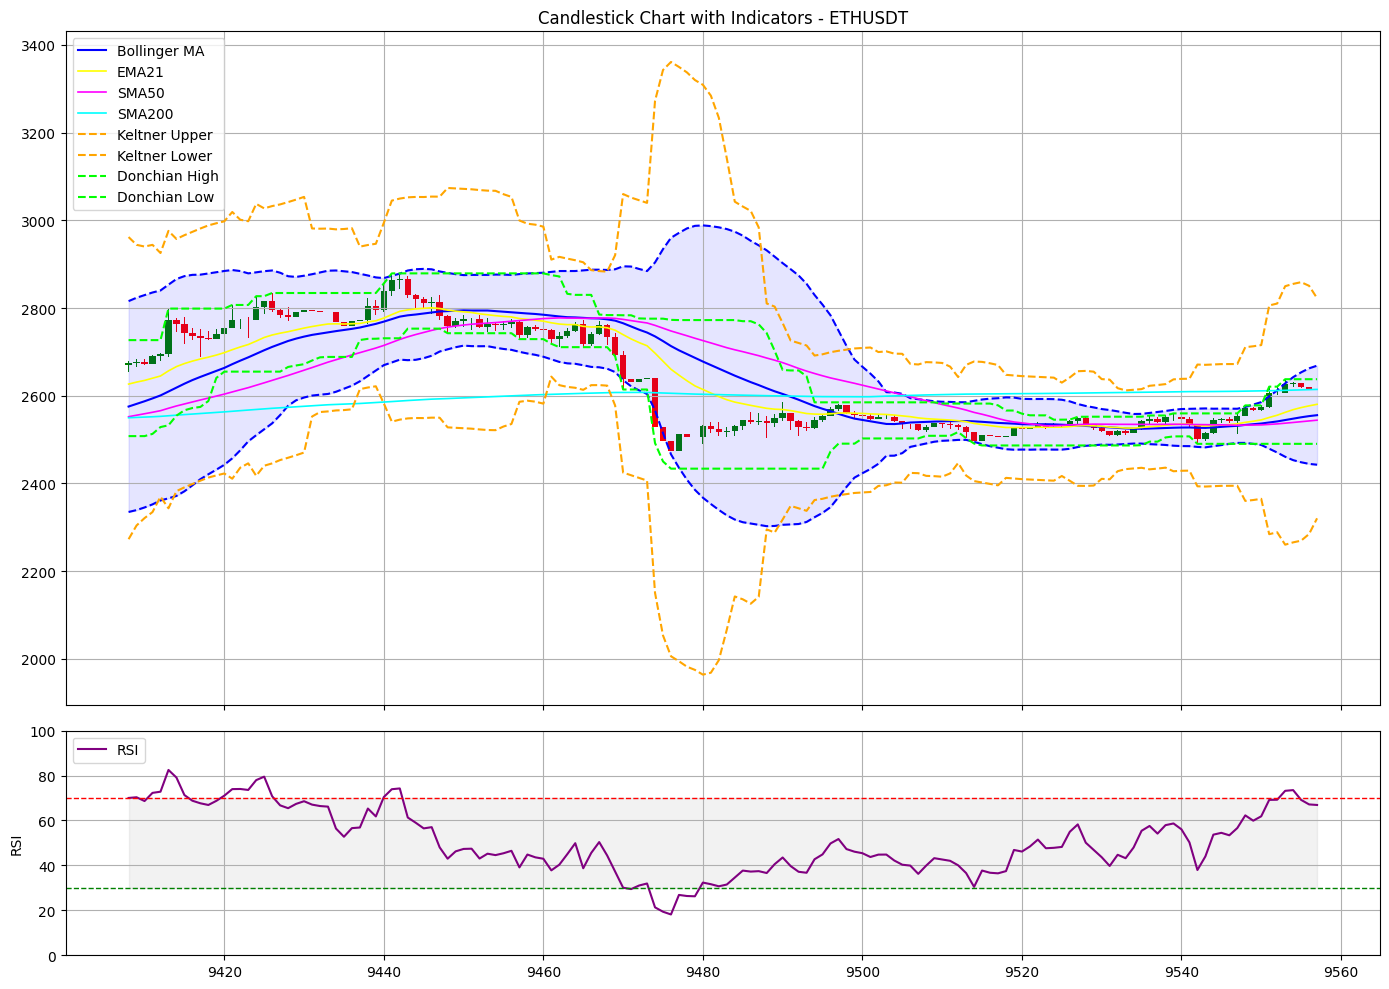 Candlestick Chart with Indicators - ETHUSDT
3400
3200
3000
2800
2600
2400
2200
2000
Bollinger MA
EMA21
SMA50
SMA200
Keltner Upper
Keltner Lower
Donchian High
Donchian Low
100
80
60
40
20
0
RSI
RSI
9420 9440 9460 9480 9500 9520 9540 9560